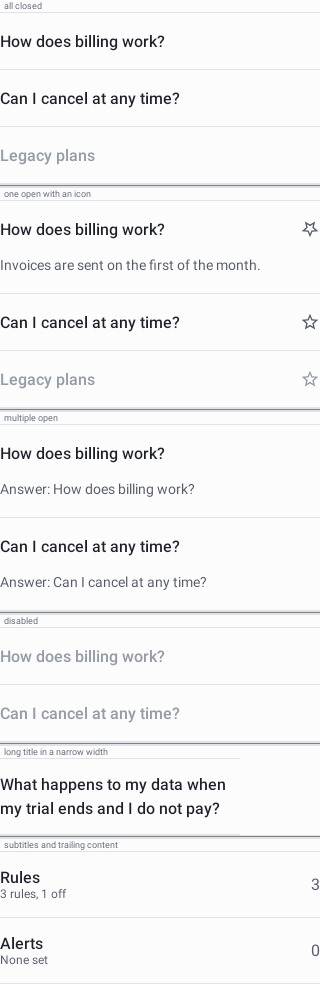 all closed
How does billing work?
Can I cancel at any time?
Legacy plans
one open with an icon
How does billing work?
Invoices are sent on the first of the month.
Can I cancel at any time?
Legacy plans
multiple open
How does billing work?
Answer: How does billing work?
Can I cancel at any time?
Answer: Can I cancel at any time?
disabled
How does billing work?
Can I cancel at any time?
long title in a narrow width
What happens to my data when
my trial ends and I do not pay?
subtitles and trailing content
Rules
3
3 rules, 1 off
Alerts
0
None set